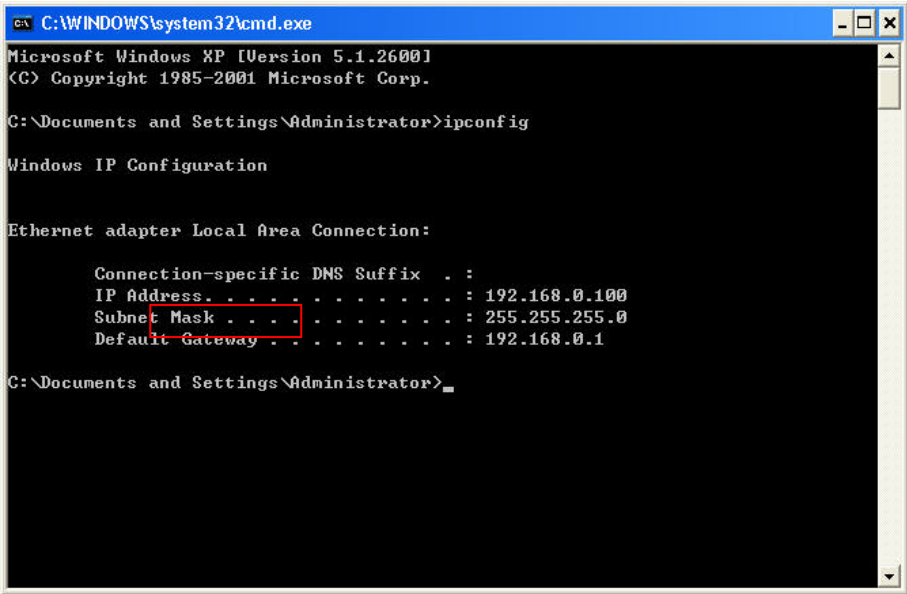 C:\WINDOWS\system32\cmd.exe
Microsoft Windows XP [Version 5.1.2600]
(C) Copyright 1985-2001 Microsoft Corp.
C:\Documents and Settings\Administrator>ipconfig
Windows IP Configuration
Ethernet adapter Local Area Connection:
Connection-specific DNS Suffix . :
IP Address. . . . . . . . . . . . : 192.168.0.100
Subnet Mask . . . . . . . . . . . : 255.255.255.0
Default Gateway . . . . . . . . . : 192.168.0.1
C:\Documents and Settings\Administrator>_